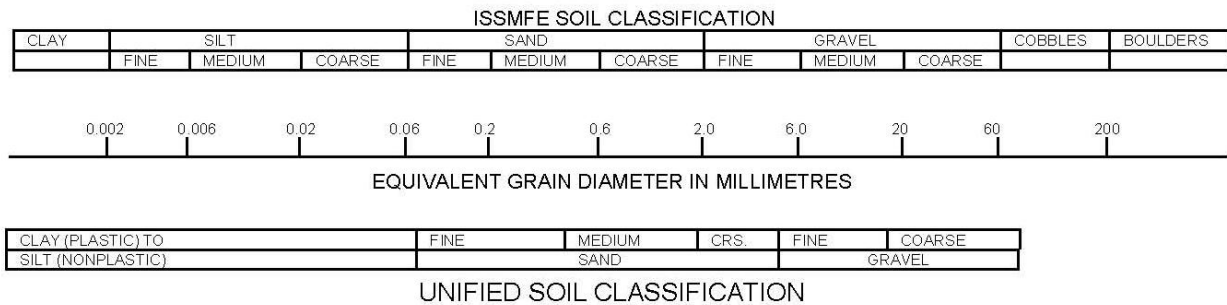 ISSMFE SOIL CLASSIFICATION
CLAY SILT SAND GRAVEL COBBLES BOULDERS
FINE MEDIUM COARSE FINE MEDIUM COARSE FINE MEDIUM COARSE
0.002 0.006 0.02 0.06 0.2 0.6 2.0 6.0 20 60 200
EQUIVALENT GRAIN DIAMETER IN MILLIMETRES
CLAY (PLASTIC) TO FINE MEDIUM CRS. FINE COARSE
SILT (NONPLASTIC) SAND GRAVEL
UNIFIED SOIL CLASSIFICATION